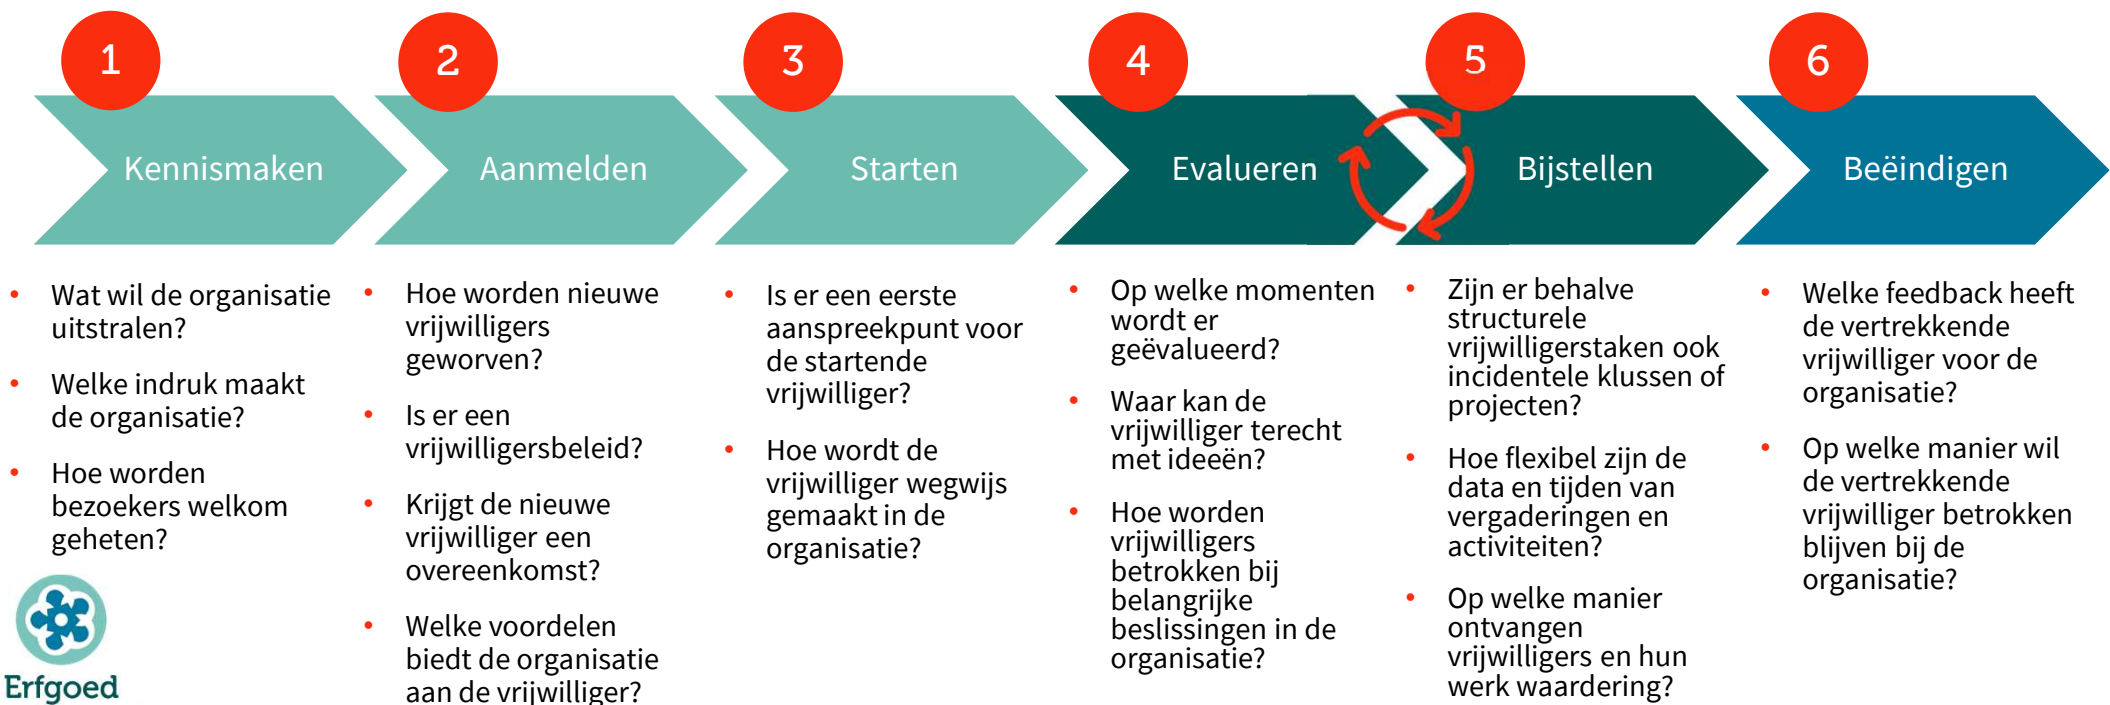 1
Kennismaken
Wat wil de organisatie
uitstralen?
Welke indruk maakt
de organisatie?
Hoe worden
bezoekers welkom
geheten?
2
Aanmelden
Hoe worden nieuwe
vrijwilligers
geworven?
Is er een
vrijwilligersbeleid?
Krijgt de nieuwe
vrijwilliger een
overeenkomst?
Welke voordelen
biedt de organisatie
aan de vrijwilliger?
3
Starten
Is er een eerste
aanspreekpunt voor
de startende
vrijwilliger?
Hoe wordt de
vrijwilliger wegwijs
gemaakt in de
organisatie?
4
Evalueren
Op welke momenten
wordt er
geëvalueerd?
Waar kan de
vrijwilliger terecht
met ideeën?
Hoe worden
vrijwilligers
betrokken bij
belangrijke
beslissingen in de
organisatie?
5
Bijstellen
Zijn er behalve
structurele
vrijwilligerstaken ook
incidentele klussen of
projecten?
Hoe flexibel zijn de
data en tijden van
vergaderingen en
activiteiten?
Op welke manier
ontvangen
vrijwilligers en hun
werk waardering?
6
Beëindigen
Welke feedback heeft
de vertrekkende
vrijwilliger voor de
organisatie?
Op welke manier wil
de vertrekkende
vrijwilliger betrokken
blijven bij de
organisatie?
Erfgoed